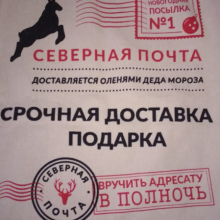 НОВОГОДНЯЯ
ПОСЫЛКА
№1
СЕВЕРНАЯ ПОЧТА
ДОСТАВЛЯЕТСЯ ОЛЕНЯМИ ДЕДА МОРОЗА
СРОЧНАЯ ДОСТАВКА
ПОДАРКА
СЕВЕРНАЯ
ПОЧТА
ВРУЧИТЬ АДРЕСАТУ
В ПОЛНОЧЬ